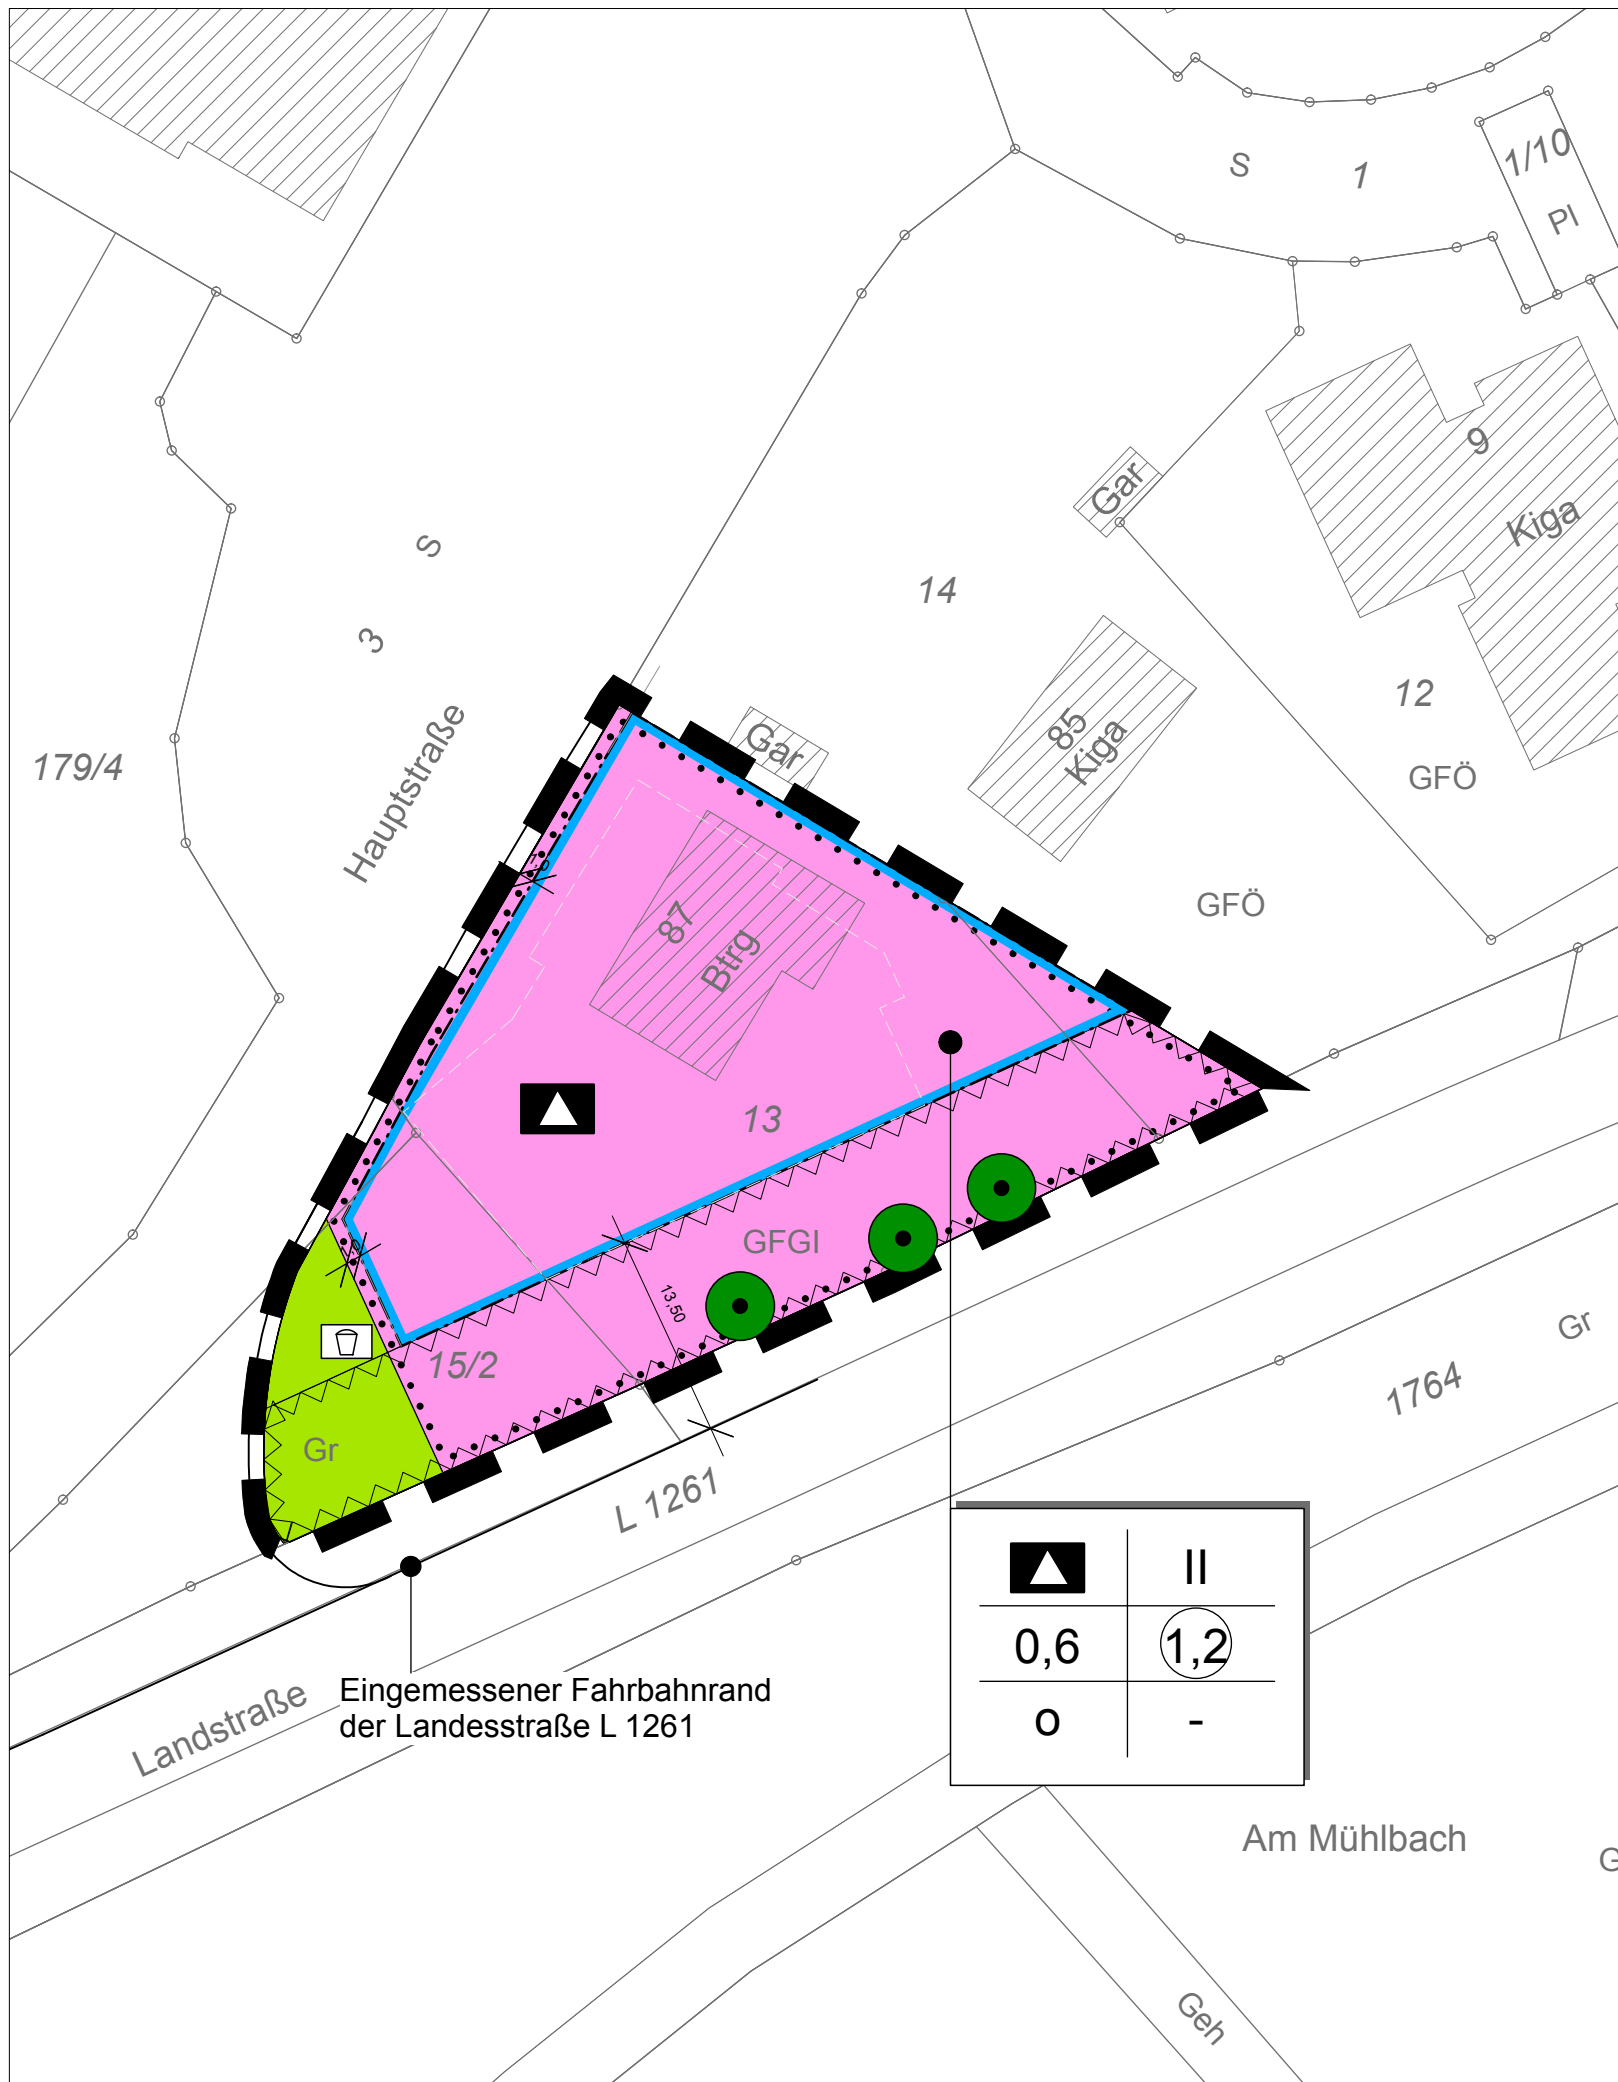 S
1
1/10
Pl
9
Kiga
Gar
S
14
3
12
85
Kiga
Hauptstraße
Gar
179/4
GFÖ
1,0
GFÖ
87
Btrg
13
GFGI
13,50
Gr
15/2
1764
Gr
L 1261
II
0,6
1,2
o
-
Eingemessener Fahrbahnrand
der Landesstraße L 1261
Landstraße
Am Mühlbach
G
Geh